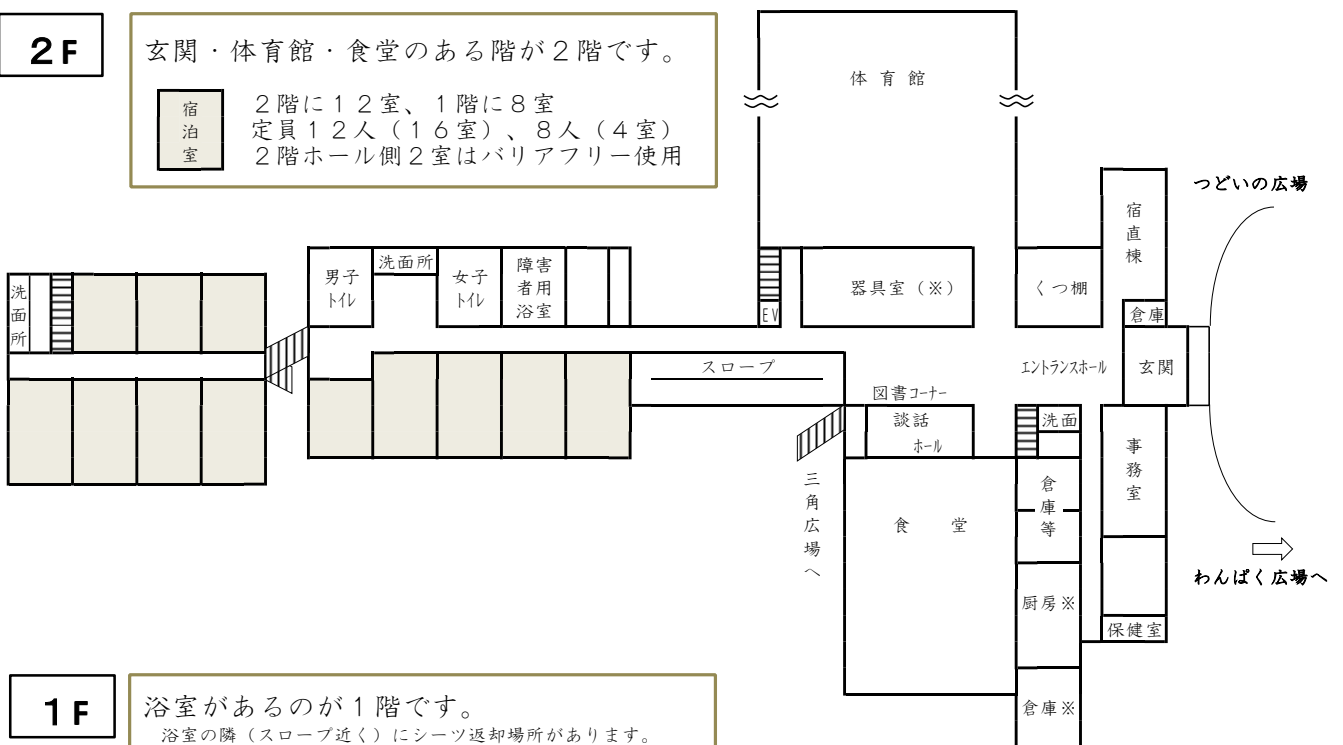 2F
玄関・体育館・食堂のある階が２階です。
宿泊室
２階に１２室、１階に８室
定員１２人（１６室）、８人（４室）
２階ホール側２室はバリアフリー使用
体育館
つどいの広場
宿直棟
洗面所
男子
トイレ
洗面所
女子
トイレ
障害者用浴室
EV
器具室（※）
くつ棚
倉庫
スロープ
エントランスホール
玄関
図書コーナー
談話
ホール
洗面
三角広場へ
食堂
倉庫等
事務室
わんぱく広場へ
厨房※
保健室
倉庫※
1F
浴室があるのが１階です。
浴室の隣（スロープ近く）にシーツ返却場所があります。